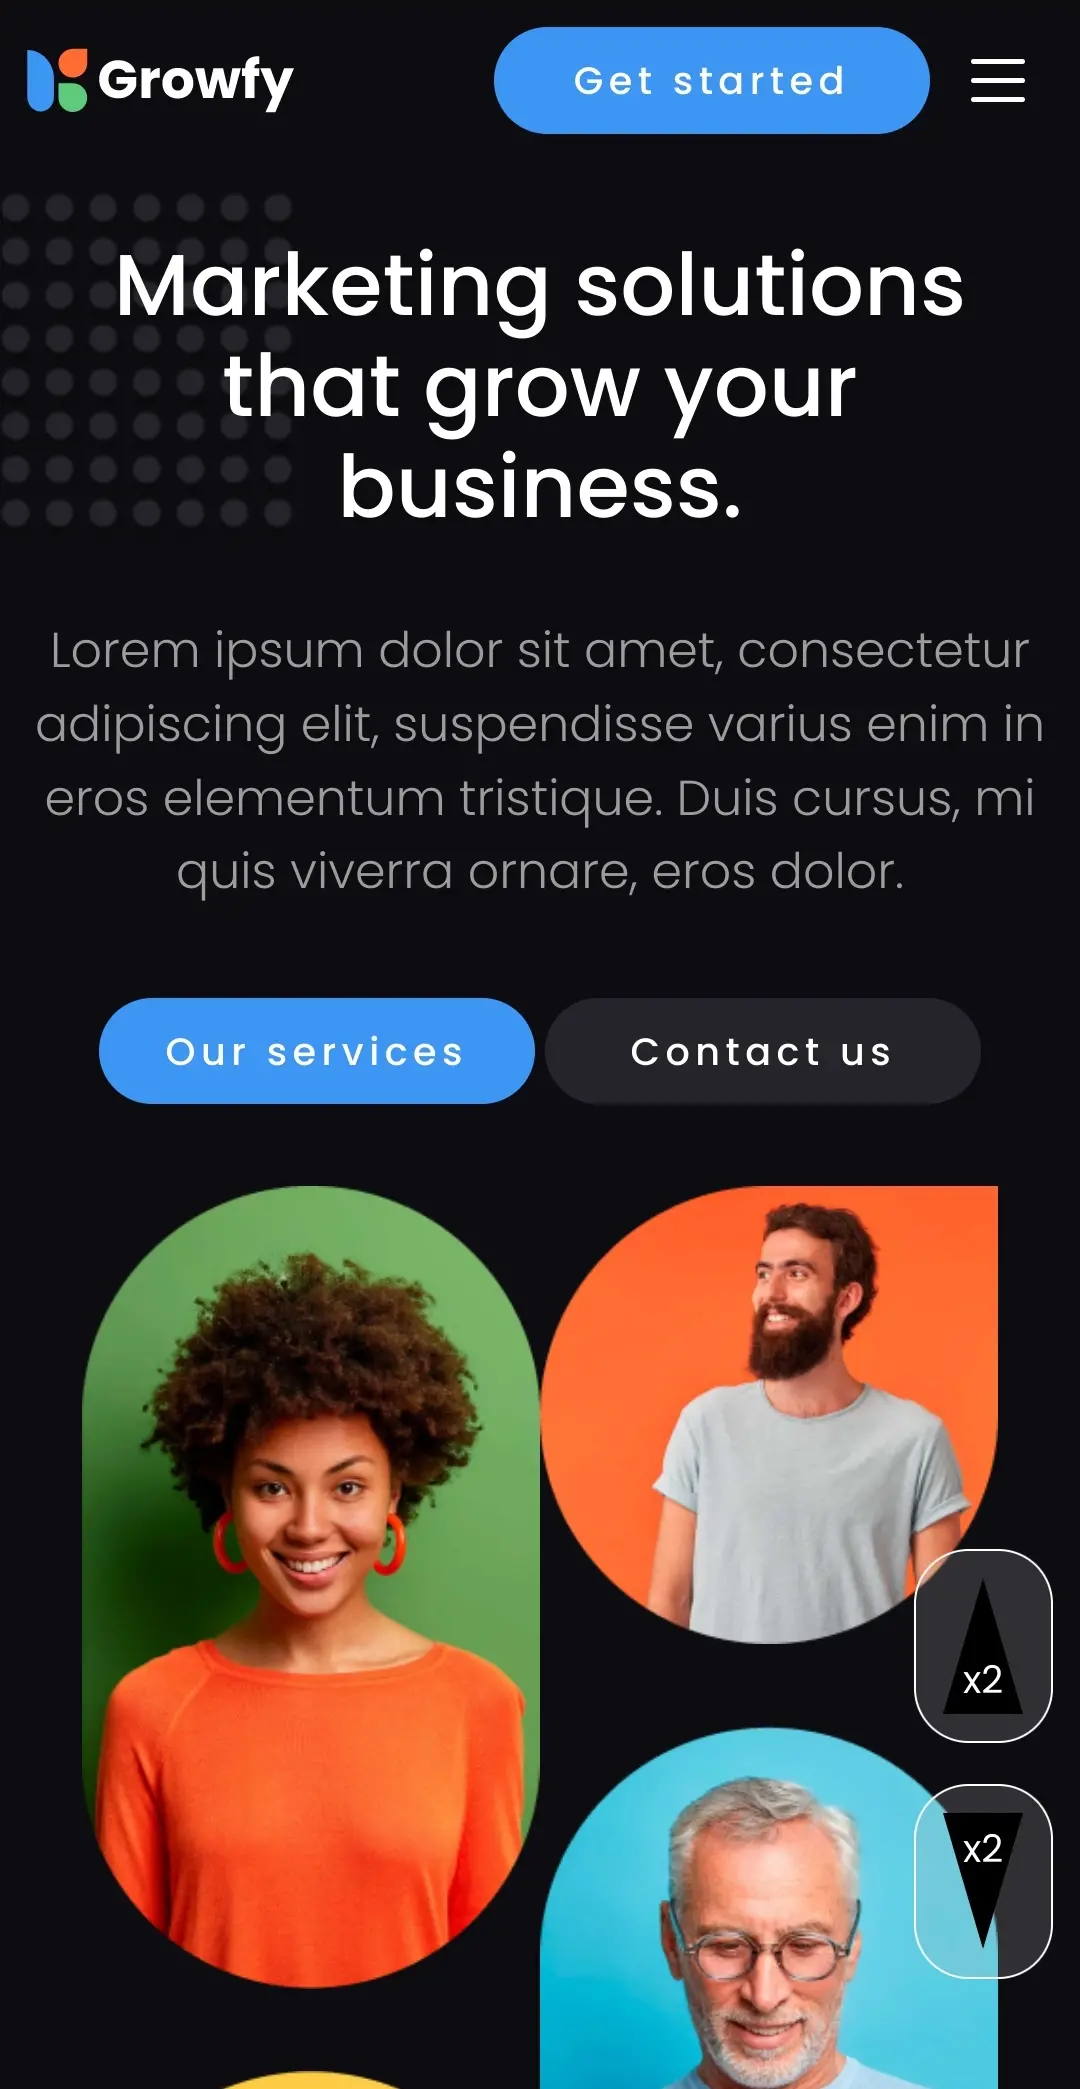 Growfy
Get started
Marketing solutions
that grow your
business.
Lorem ipsum dolor sit amet, consectetur
adipiscing elit, suspendisse varius enim in
eros elementum tristique. Duis cursus, mi
quis viverra ornare, eros dolor.
Our services
Contact us
x2
x2